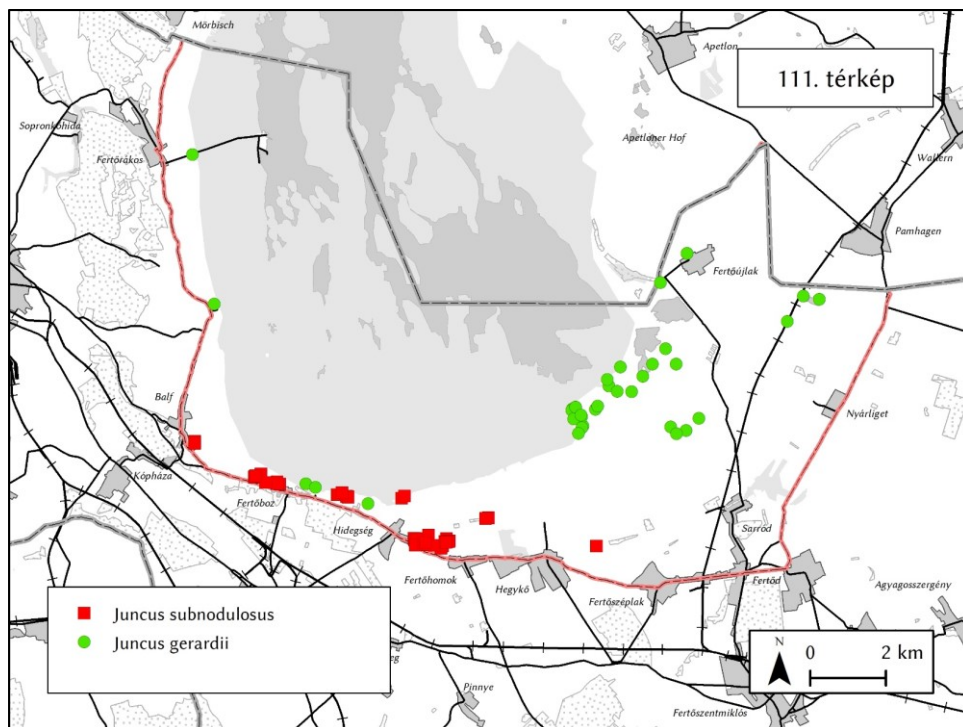 Mörbisch
Apetlon
111. térkép
Sopronkőhida
Apetloner Hof
Fertőrákos
Wallern
Pamhagen
Fertőújlak
Balf
Nyárliget
Kópháza
Fertőboz
Hidegség
Sarród
Fertőhomok
Hegykő
Fertőszéplak
Fertőd
Agyagosszergény
Juncus subnodulosus
Juncus gerardii
N
0 2 km
Pinnye
Fertőszentmiklós